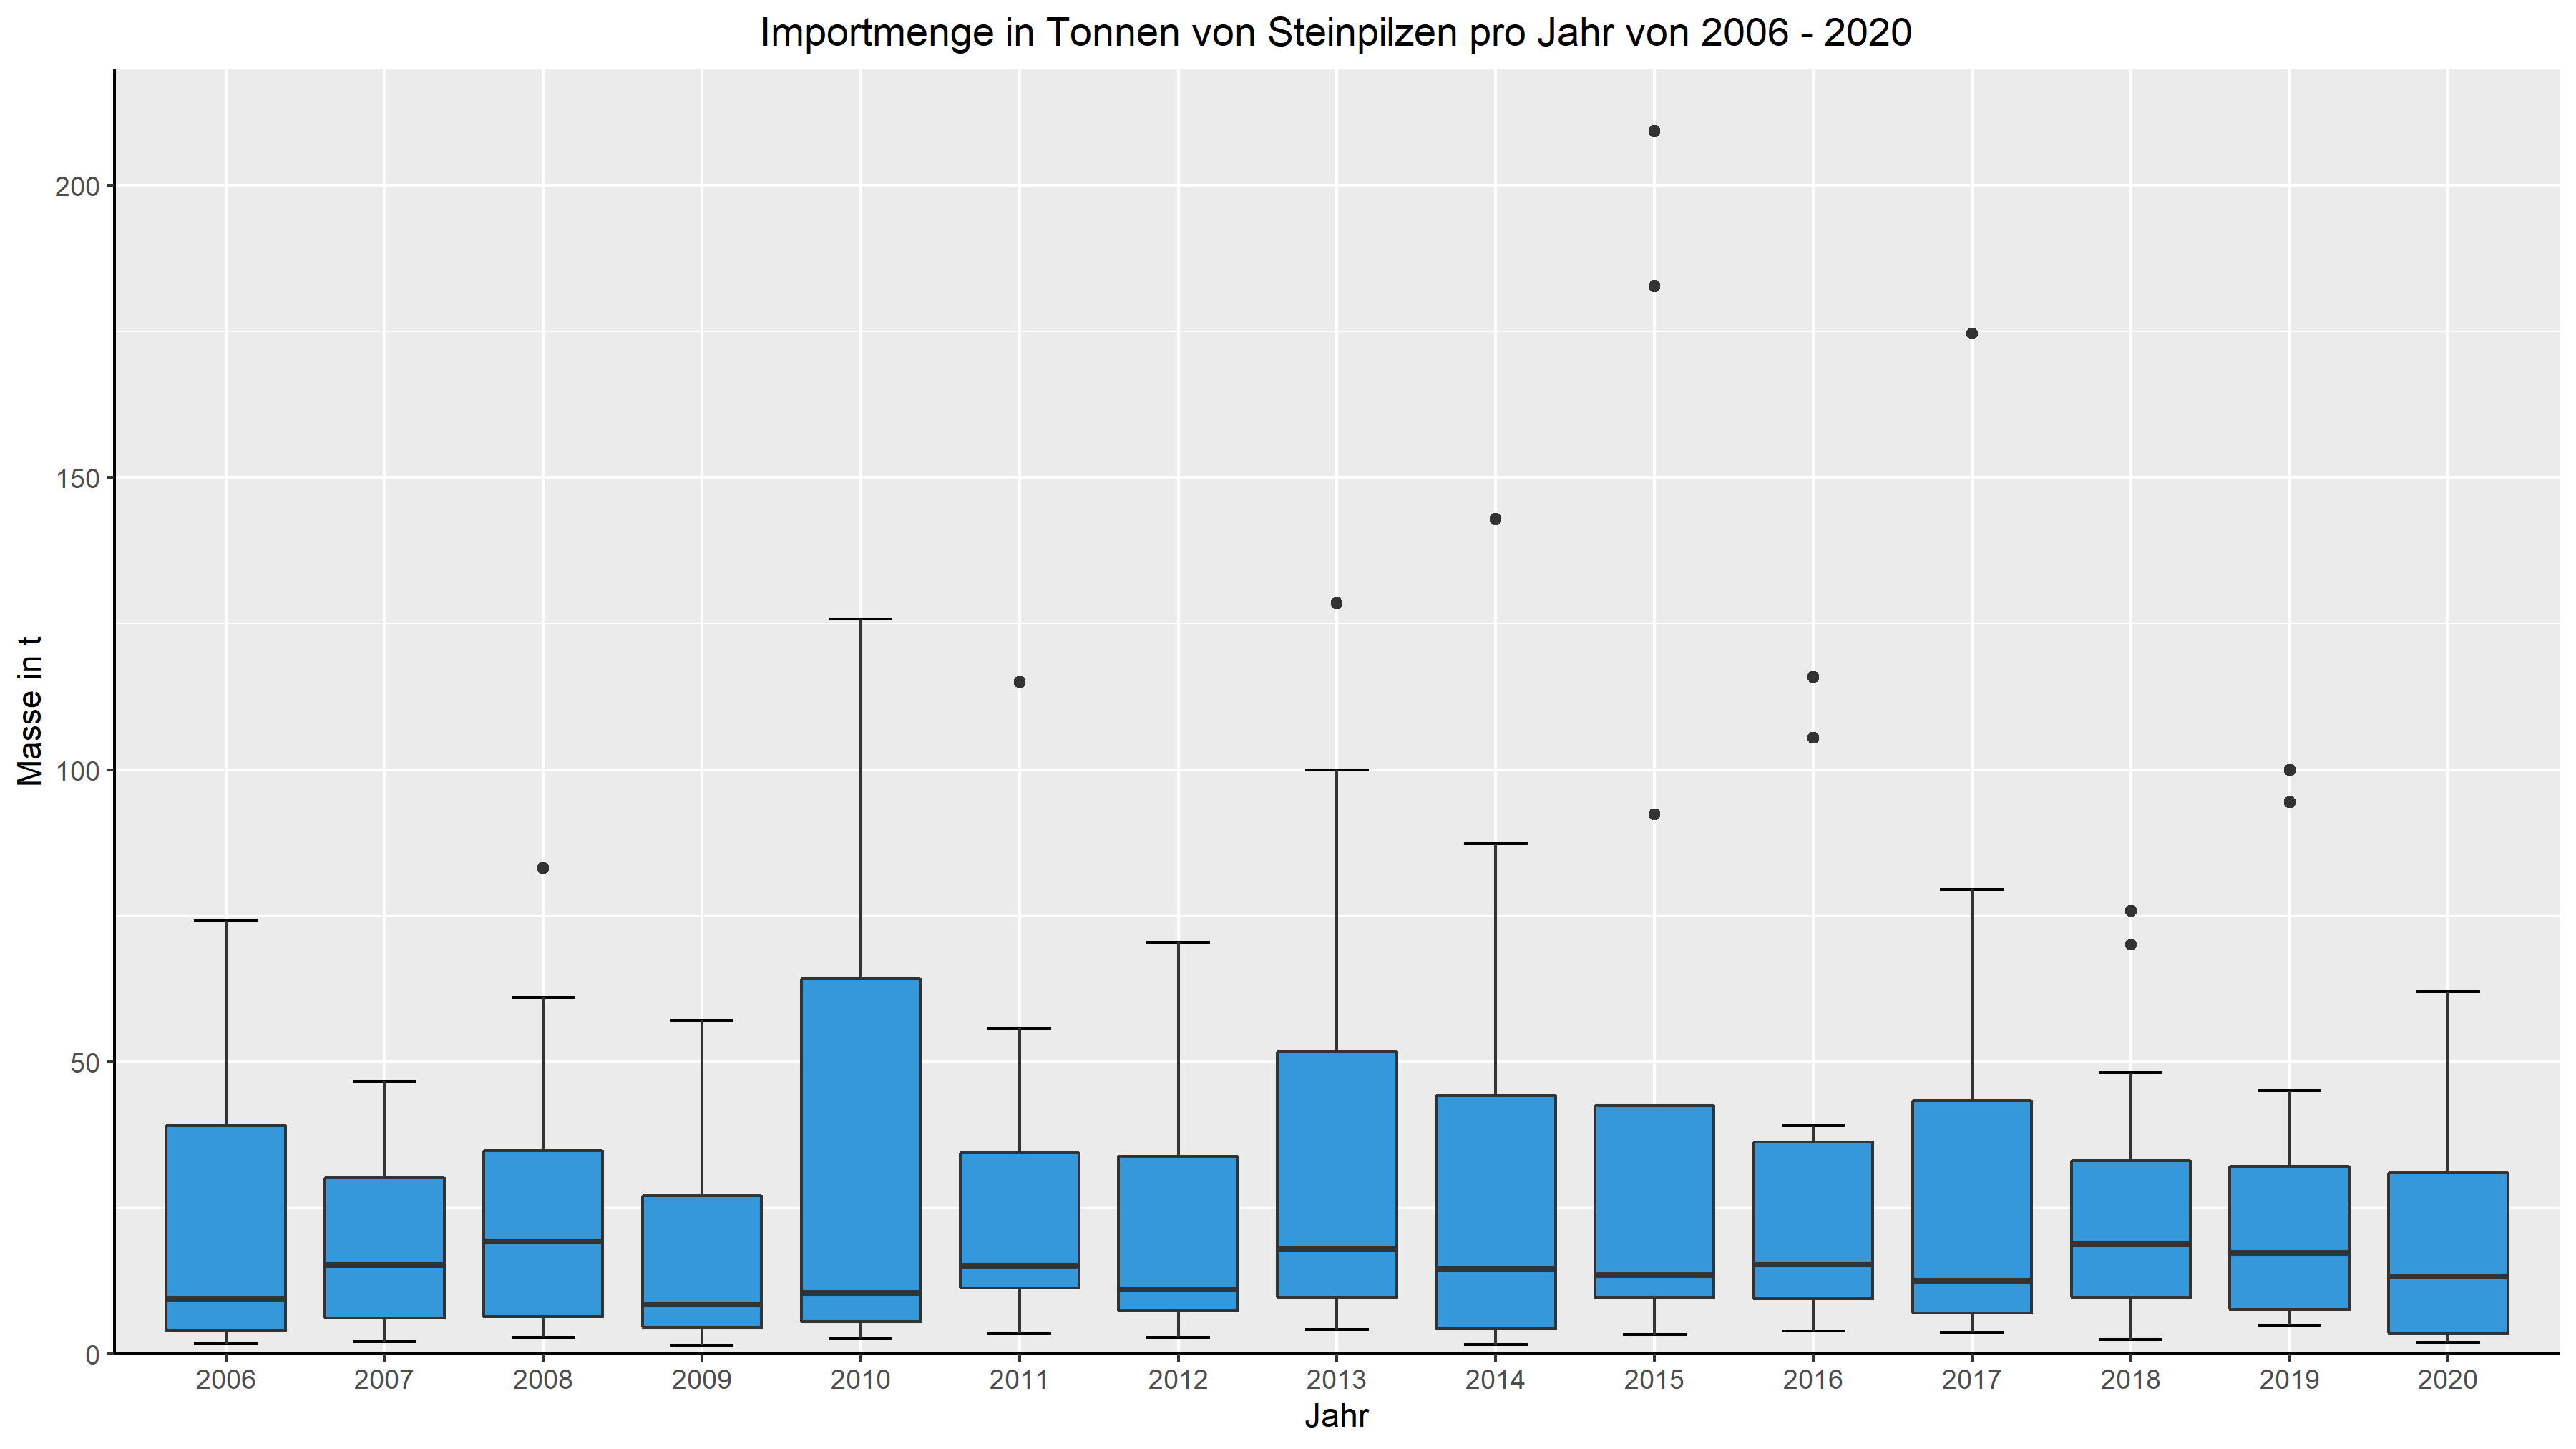 Importmenge in Tonnen von Steinpilzen pro Jahr von 2006 - 2020
Masse in t
200
150
100
50
0
2006 2007 2008 2009 2010 2011 2012 2013 2014 2015 2016 2017 2018 2019 2020
Jahr